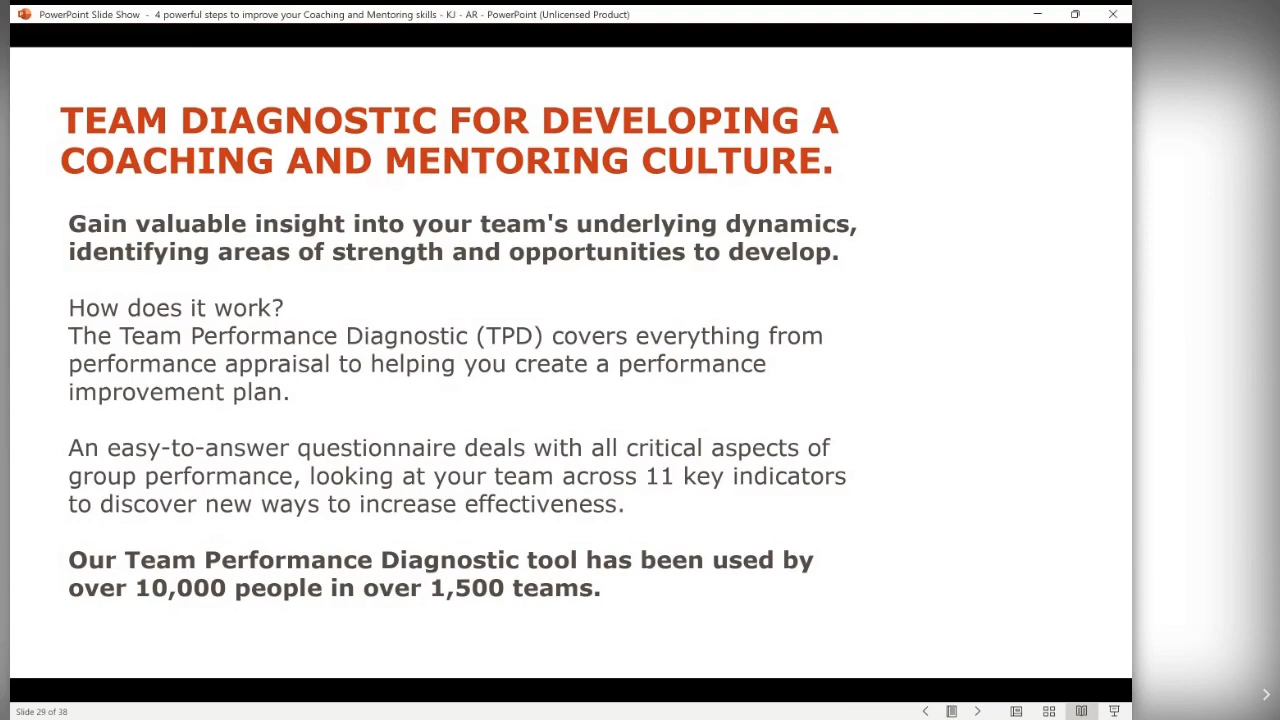 PowerPoint Slide Show - 4 powerful steps to improve your Coaching and Mentoring skills - KJ - AR - PowerPoint (Unlicensed Product)
TEAM DIAGNOSTIC FOR DEVELOPING A
COACHING AND MENTORING CULTURE.
Gain valuable insight into your team's underlying dynamics,
identifying areas of strength and opportunities to develop.
How does it work?
The Team Performance Diagnostic (TPD) covers everything from
performance appraisal to helping you create a performance
improvement plan.
An easy-to-answer questionnaire deals with all critical aspects of
group performance, looking at your team across 11 key indicators
to discover new ways to increase effectiveness.
Our Team Performance Diagnostic tool has been used by
over 10,000 people in over 1,500 teams.
Slide 29 of 38